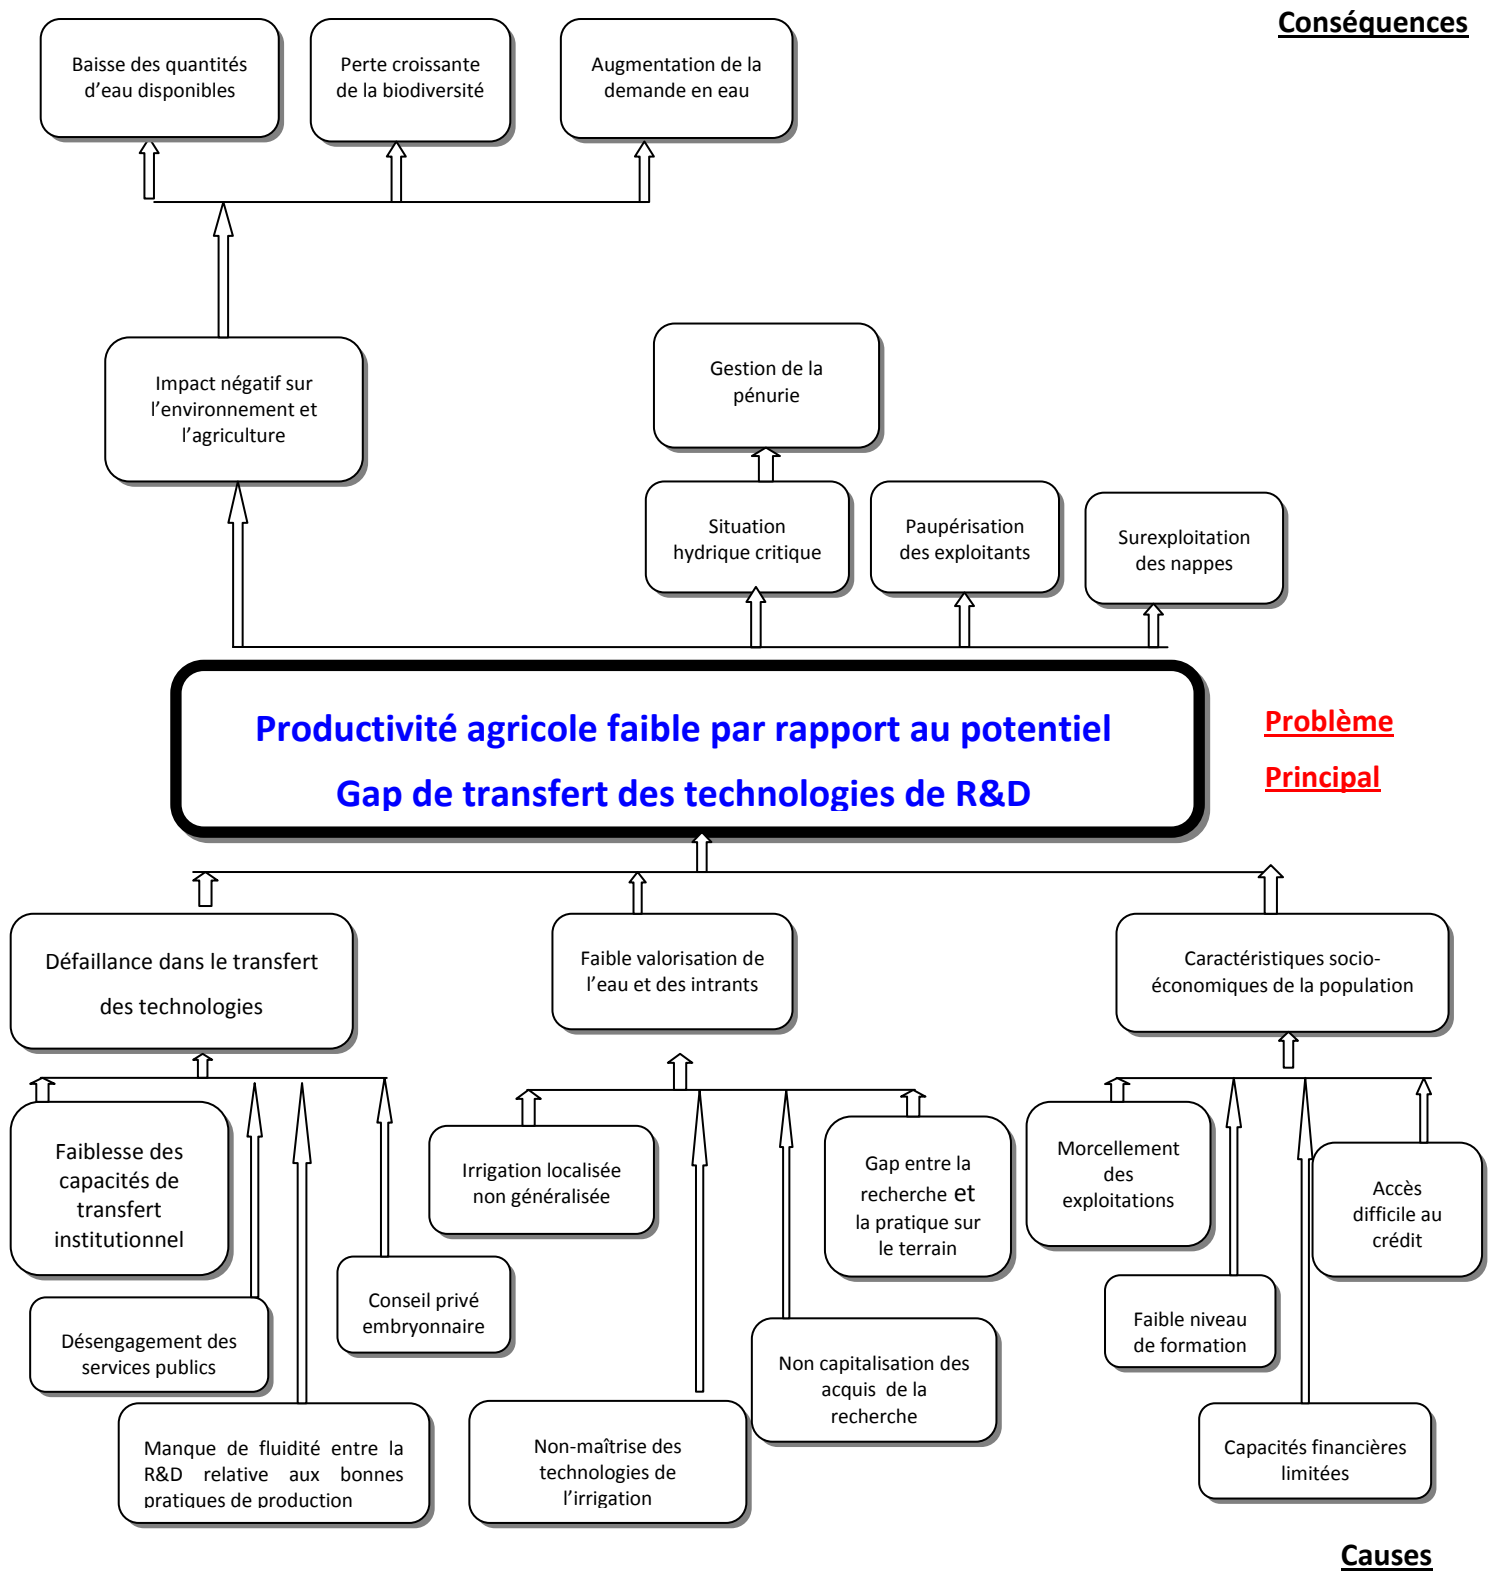 Conséquences
Baisse des quantités
d’eau disponibles
Perte croissante
de la biodiversité
Augmentation de la
demande en eau
Impact négatif sur
l’environnement et
l’agriculture
Gestion de la
pénurie
Situation
hydrique critique
Paupérisation
des exploitants
Surexploitation
des nappes
Productivité agricole faible par rapport au potentiel
Gap de transfert des technologies de R&D
Problème
Principal
Défaillance dans le transfert
des technologies
Faible valorisation de
l’eau et des intrants
Caractéristiques socio-
économiques de la population
Faiblesse des
capacités de
transfert
institutionnel
Désengagement des
services publics
Manque de fluidité entre la
R&D relative aux bonnes
pratiques de production
Conseil privé
embryonnaire
Irrigation localisée
non généralisée
Non-maîtrise des
technologies de
l’irrigation
Non capitalisation des
acquis de la
recherche
Gap entre la
recherche et
la pratique sur
le terrain
Morcellement
des
exploitations
Faible niveau
de formation
Capacités financières
limitées
Accès
difficile au
crédit
Causes